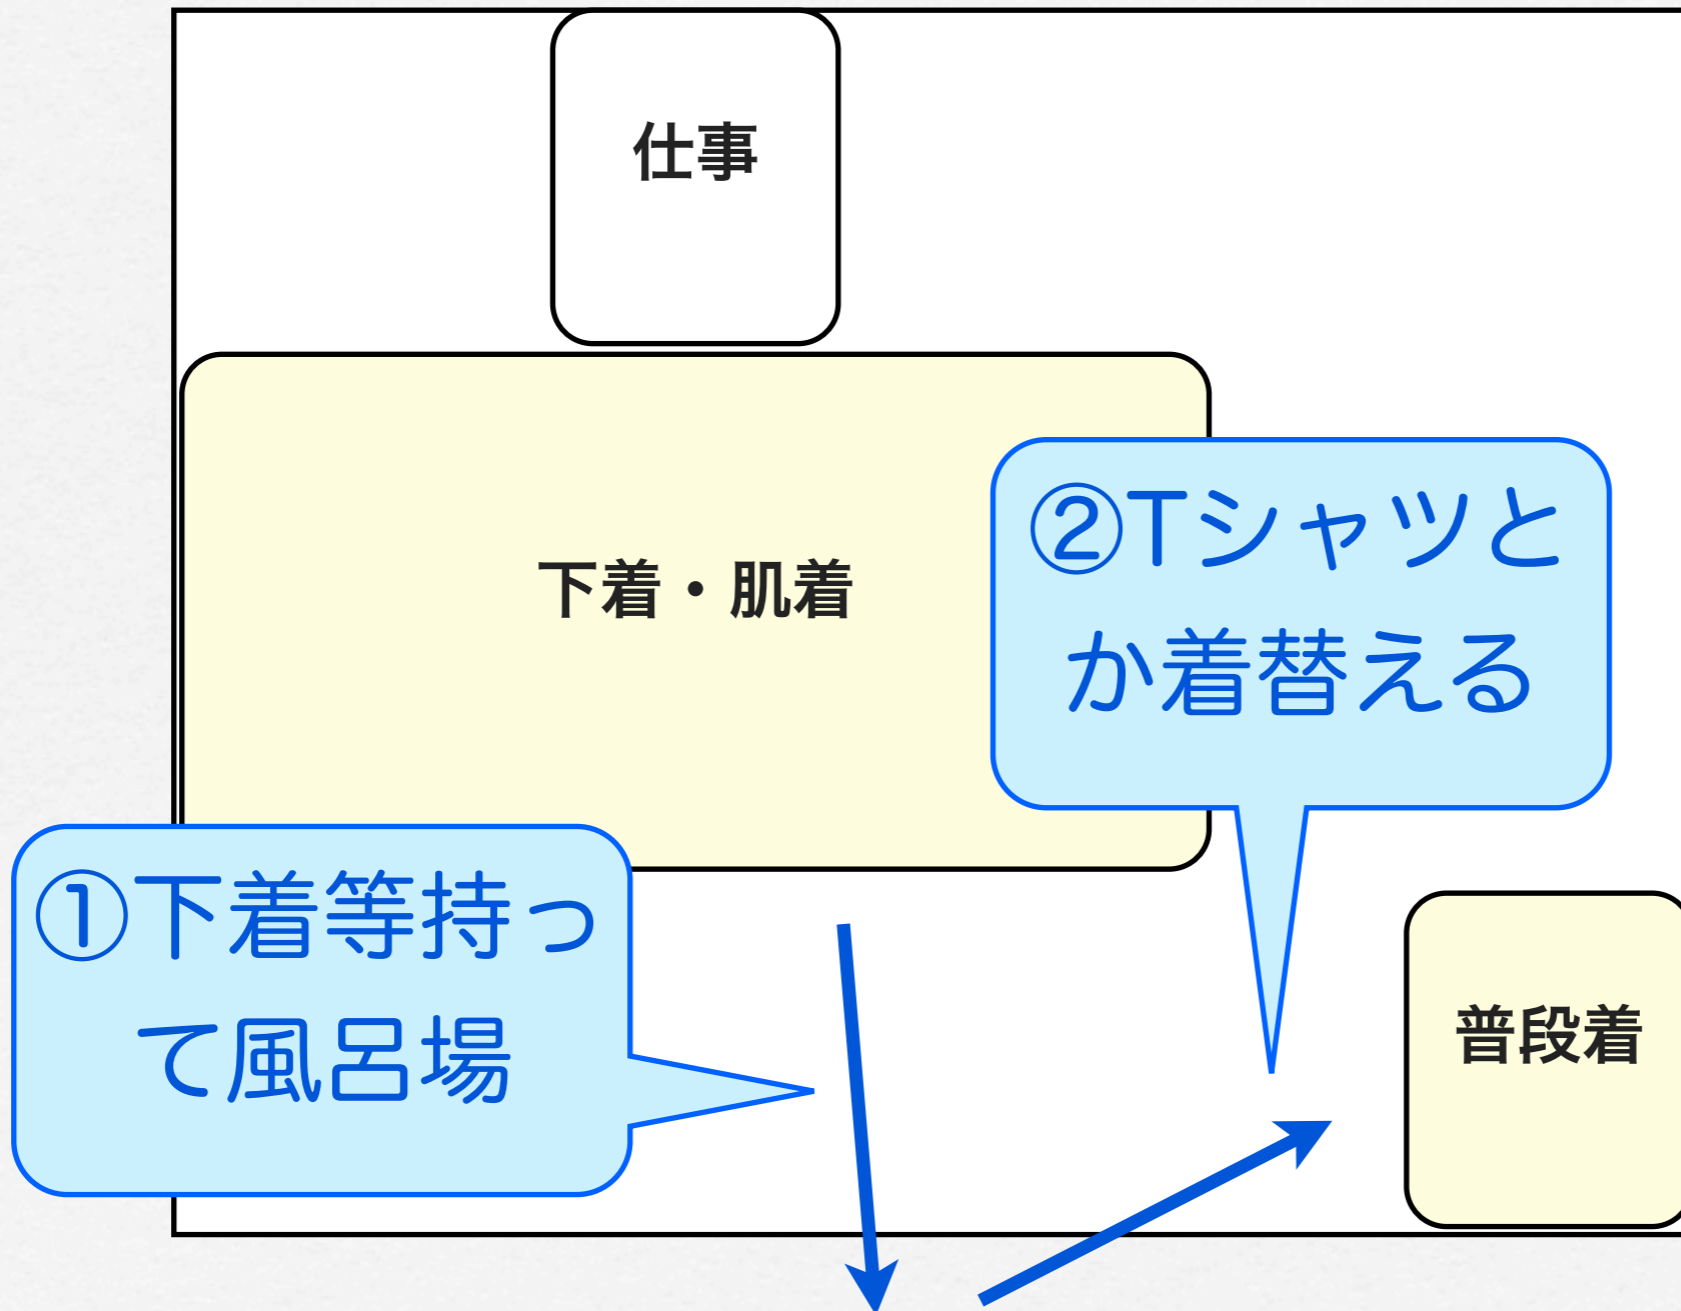 仕事
下着・肌着
②Tシャツと
か着替える
①下着等持っ
て風呂場
普段着